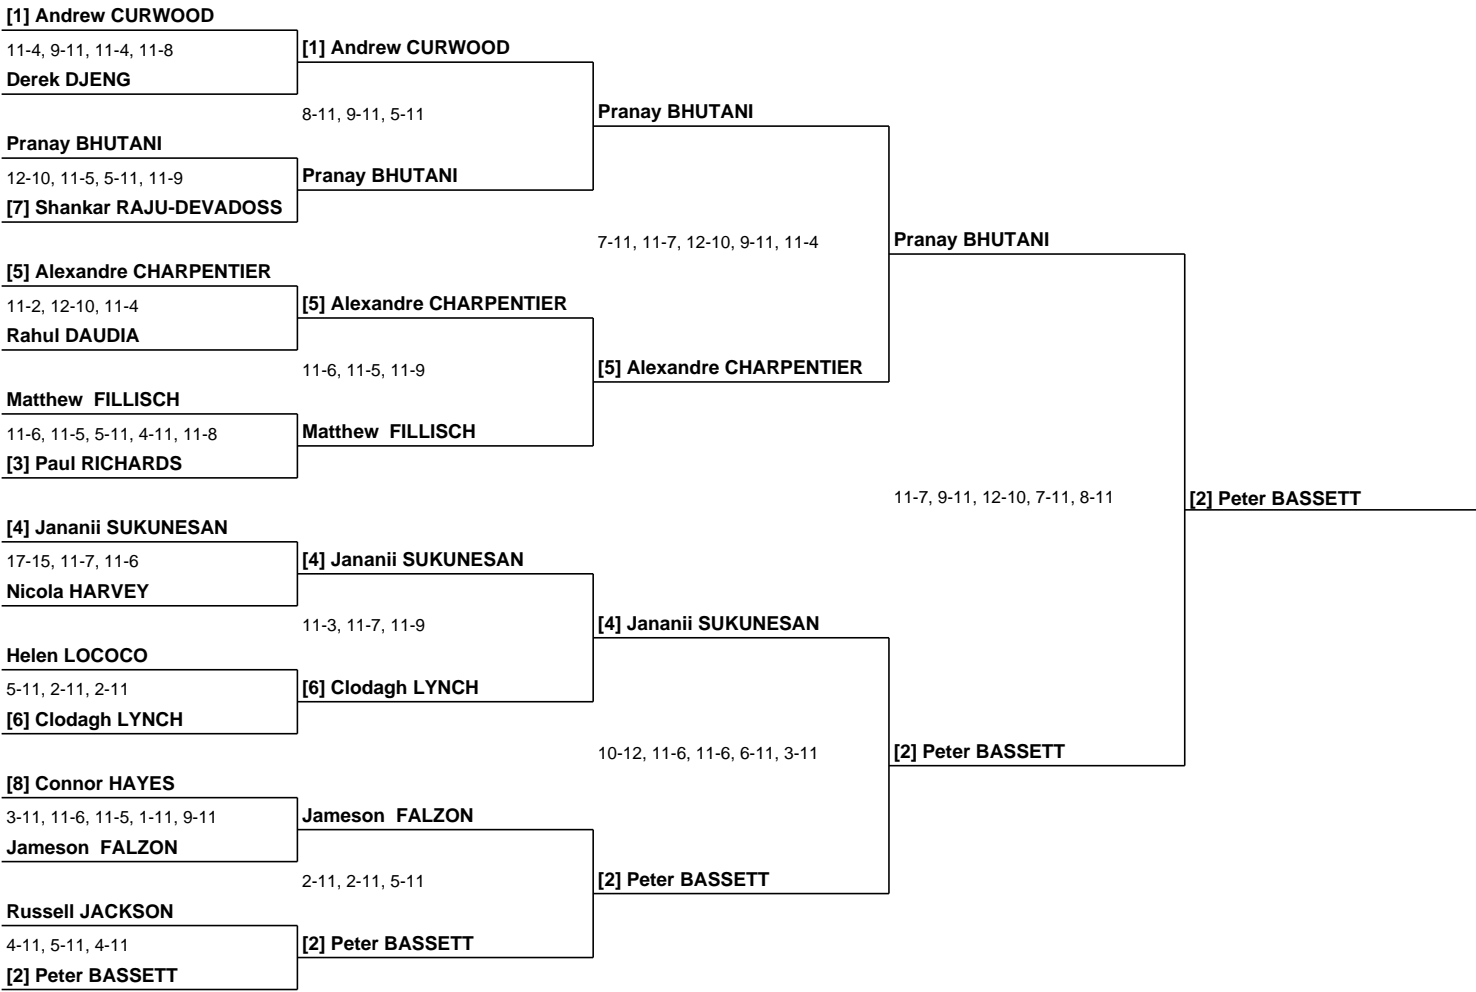 [1] Andrew CURWOOD
11-4, 9-11, 11-4, 11-8
[1] Andrew CURWOOD
Derek DJENG
8-11, 9-11, 5-11
Pranay BHUTANI
Pranay BHUTANI
12-10, 11-5, 5-11, 11-9
Pranay BHUTANI
[7] Shankar RAJU-DEVADOSS
7-11, 11-7, 12-10, 9-11, 11-4
Pranay BHUTANI
[5] Alexandre CHARPENTIER
11-2, 12-10, 11-4
[5] Alexandre CHARPENTIER
Rahul DAUDIA
11-6, 11-5, 11-9
[5] Alexandre CHARPENTIER
Matthew  FILLISCH
11-6, 11-5, 5-11, 4-11, 11-8
Matthew  FILLISCH
[3] Paul RICHARDS
11-7, 9-11, 12-10, 7-11, 8-11
[2] Peter BASSETT
[4] Jananii SUKUNESAN
17-15, 11-7, 11-6
[4] Jananii SUKUNESAN
Nicola HARVEY
11-3, 11-7, 11-9
[4] Jananii SUKUNESAN
Helen LOCOCO
5-11, 2-11, 2-11
[6] Clodagh LYNCH
[6] Clodagh LYNCH
10-12, 11-6, 11-6, 6-11, 3-11
[2] Peter BASSETT
[8] Connor HAYES
3-11, 11-6, 11-5, 1-11, 9-11
Jameson  FALZON
Jameson  FALZON
2-11, 2-11, 5-11
[2] Peter BASSETT
Russell JACKSON
4-11, 5-11, 4-11
[2] Peter BASSETT
[2] Peter BASSETT